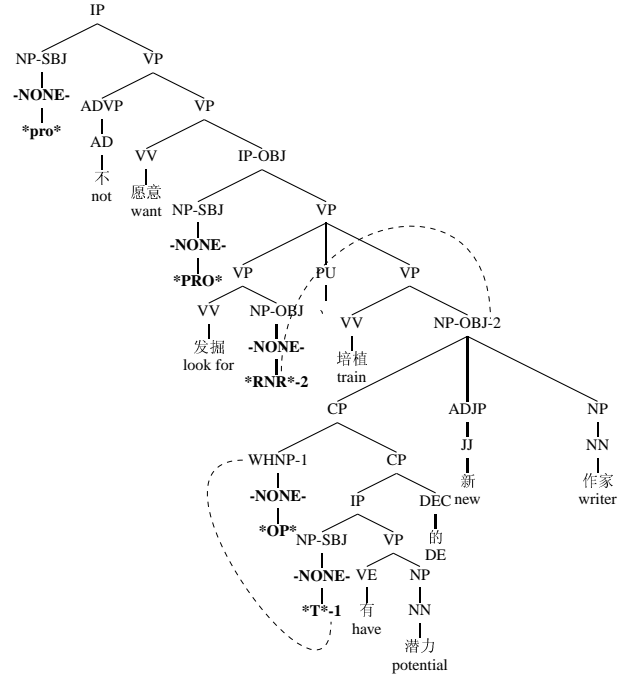 IP
NP-SBJ VP
-NONE- ADVP VP
*pro* AD VV IP-OBJ
不 愿意
not want NP-SBJ VP
-NONE-
*PRO* VP PU VP
VV NP-OBJ 、 VV NP-OBJ-2
发掘 -NONE- 培植
look for *RNR*-2 train
CP ADJP NP
WHNP-1 CP JJ NN
-NONE- IP DEC 新 作家
*OP* NP-SBJ VP 的 new writer
DE
-NONE- VE NP
*T*-1 有 NN
have 潜力
potential